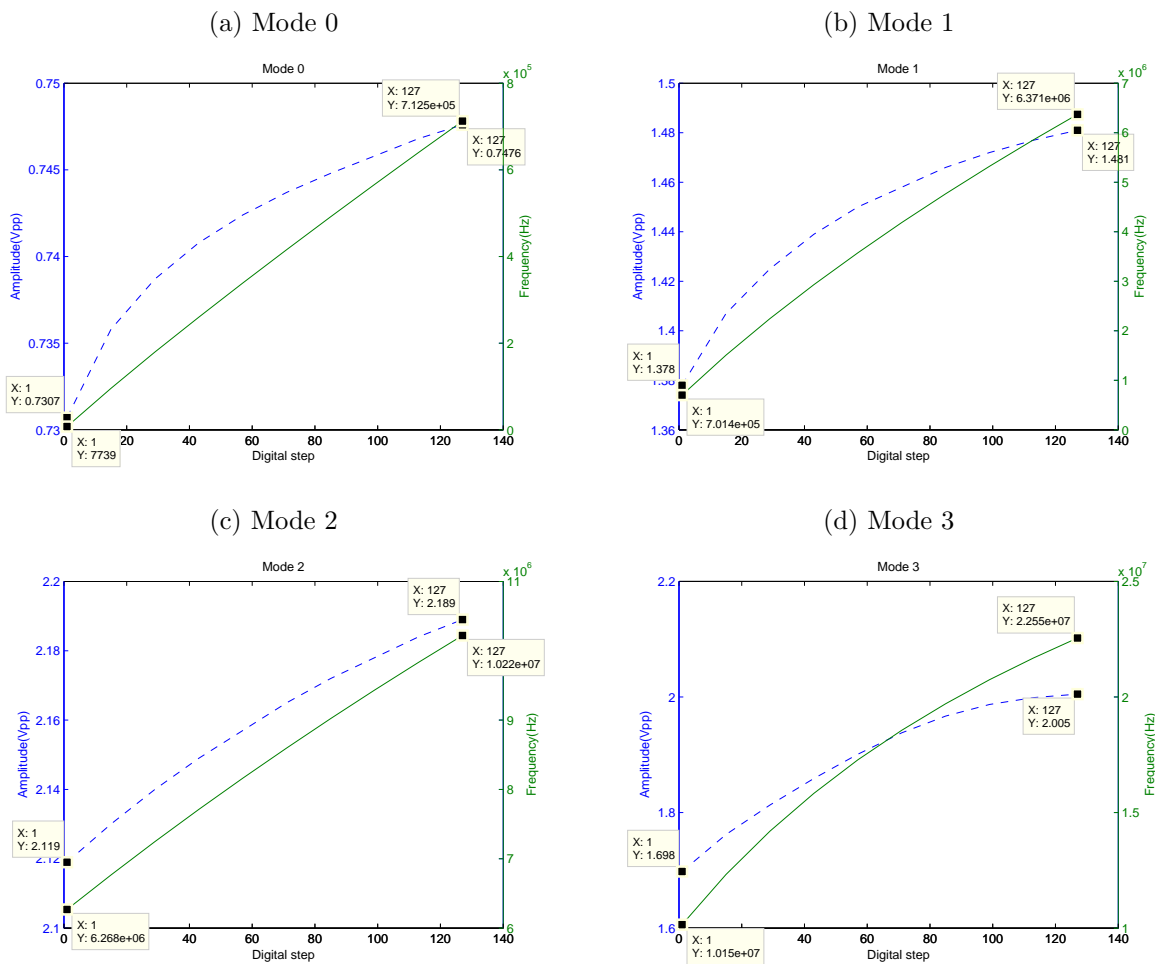 (a) Mode 0
(b) Mode 1
Mode 0
x 10^5
0.75
0.745
0.74
0.735
0.73
Amplitude(Vpp)
8
6
4
2
0
Frequency(Hz)
X: 127
Y: 7.125e+05
X: 127
Y: 0.7476
X: 1
Y: 0.7307
X: 1
Y: 7739
0 20 40 60 80 100 120 140
Digital step
Mode 1
x 10^6
1.5
1.48
1.46
1.44
1.42
1.4
1.38
1.36
Amplitude(Vpp)
7
6
5
4
3
2
1
0
Frequency(Hz)
X: 127
Y: 6.371e+06
X: 127
Y: 1.481
X: 1
Y: 1.378
X: 1
Y: 7.014e+05
0 20 40 60 80 100 120 140
Digital step
(c) Mode 2
(d) Mode 3
Mode 2
x 10^6
2.2
2.18
2.16
2.14
2.12
2.1
Amplitude(Vpp)
11
10
9
8
7
6
Frequency(Hz)
X: 127
Y: 2.189
X: 127
Y: 1.022e+07
X: 1
Y: 2.119
X: 1
Y: 6.268e+06
0 20 40 60 80 100 120 140
Digital step
Mode 3
x 10^7
2.2
2
1.8
1.6
Amplitude(Vpp)
2.5
2
1.5
1
Frequency(Hz)
X: 127
Y: 2.255e+07
X: 127
Y: 2.005
X: 1
Y: 1.698
X: 1
Y: 1.015e+07
0 20 40 60 80 100 120 140
Digital step